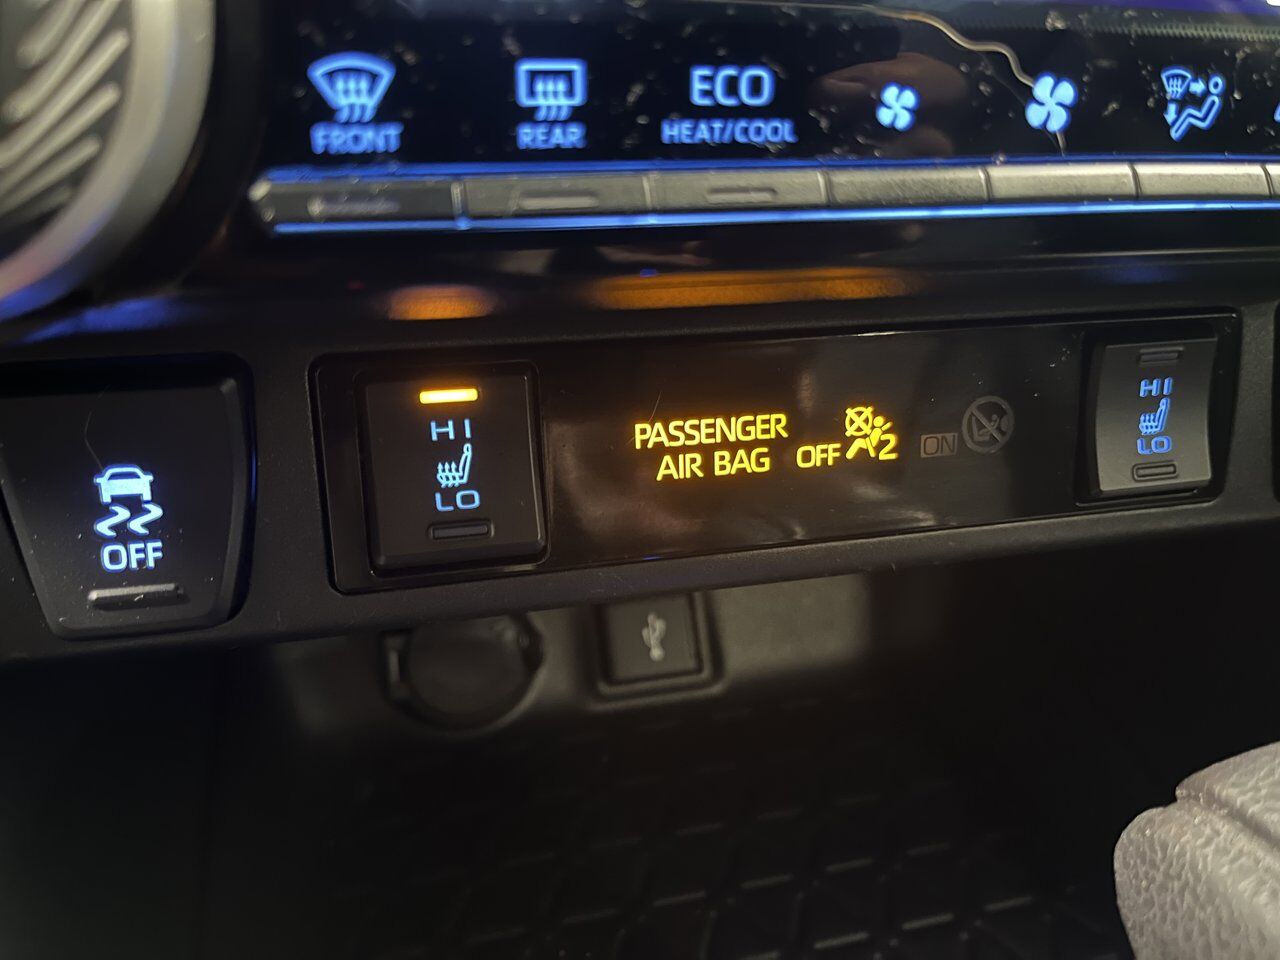 FRONT
REAR
ECO
HEAT/COOL
OFF
HI
LO
PASSENGER
AIR BAG
OFF 2
ON
HI
LO